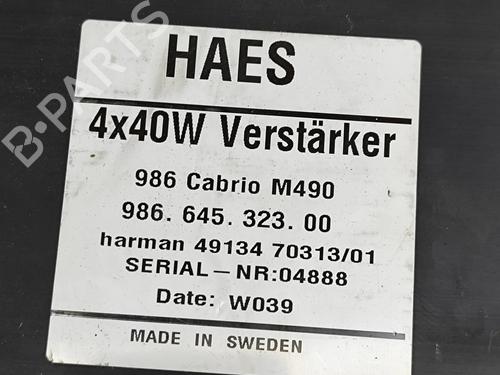 HAES
4x40W Verstärker
986 Cabrio M490
986. 645. 323. 00
harman 49134 70313/01
SERIAL-NR:04888
Date: W039
MADE IN SWEDEN
B-PARTS